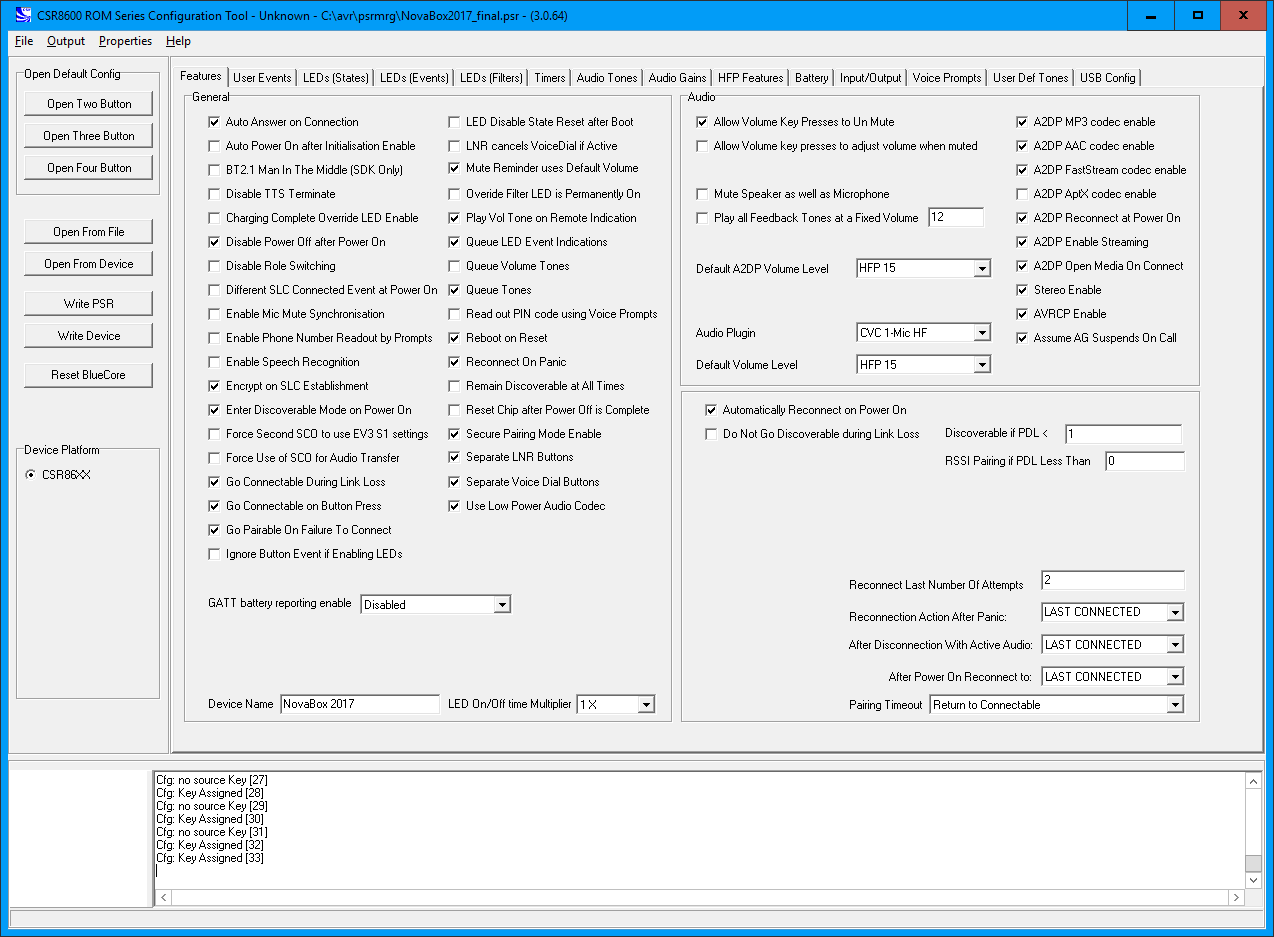 CSR8600 ROM Series Configuration Tool - Unknown - C:\avr\psrmrg\NovaBox2017_final.psr - (3.0.64)
File Output Properties Help
Open Default Config
Open Two Button
Open Three Button
Open Four Button
Open From File
Open From Device
Write PSR
Write Device
Reset BlueCore
Device Platform
CSR86XX
Features User Events LEDs (States) LEDs (Events) LEDs (Filters) Timers Audio Tones Audio Gains HFP Features Battery Input/Output Voice Prompts User Def Tones USB Config
General
Auto Answer on Connection
Auto Power On after Initialisation Enable
BT2.1 Man In The Middle (SDK Only)
Disable TTS Terminate
Charging Complete Override LED Enable
Disable Power Off after Power On
Disable Role Switching
Different SLC Connected Event at Power On
Enable Mic Mute Synchronisation
Enable Phone Number Readout by Prompts
Enable Speech Recognition
Encrypt on SLC Establishment
Enter Discoverable Mode on Power On
Force Second SCO to use EV3 S1 settings
Force Use of SCO for Audio Transfer
Go Connectable During Link Loss
Go Connectable on Button Press
Go Pairable On Failure To Connect
Ignore Button Event if Enabling LEDs
LED Disable State Reset after Boot
LNR cancels VoiceDial if Active
Mute Reminder uses Default Volume
Overide Filter LED is Permanently On
Play Vol Tone on Remote Indication
Queue LED Event Indications
Queue Volume Tones
Queue Tones
Read out PIN code using Voice Prompts
Reboot on Reset
Reconnect On Panic
Remain Discoverable at All Times
Reset Chip after Power Off is Complete
Secure Pairing Mode Enable
Separate LNR Buttons
Separate Voice Dial Buttons
Use Low Power Audio Codec
GATT battery reporting enable Disabled
Device Name NovaBox 2017 LED On/Off time Multiplier 1 X
Audio
Allow Volume Key Presses to Un Mute
Allow Volume key presses to adjust volume when muted
Mute Speaker as well as Microphone
Play all Feedback Tones at a Fixed Volume 12
Default A2DP Volume Level HFP 15
Audio Plugin CVC 1-Mic HF
Default Volume Level HFP 15
A2DP MP3 codec enable
A2DP AAC codec enable
A2DP FastStream codec enable
A2DP AptX codec enable
A2DP Reconnect at Power On
A2DP Enable Streaming
A2DP Open Media On Connect
Stereo Enable
AVRCP Enable
Assume AG Suspends On Call
Automatically Reconnect on Power On
Do Not Go Discoverable during Link Loss Discoverable if PDL < 1
RSSI Pairing if PDL Less Than 0
Reconnect Last Number Of Attempts 2
Reconnection Action After Panic: LAST CONNECTED
After Disconnection With Active Audio: LAST CONNECTED
After Power On Reconnect to: LAST CONNECTED
Pairing Timeout Return to Connectable
Cfg: no source Key [27]
Cfg: Key Assigned [28]
Cfg: no source Key [29]
Cfg: Key Assigned [30]
Cfg: no source Key [31]
Cfg: Key Assigned [32]
Cfg: Key Assigned [33]